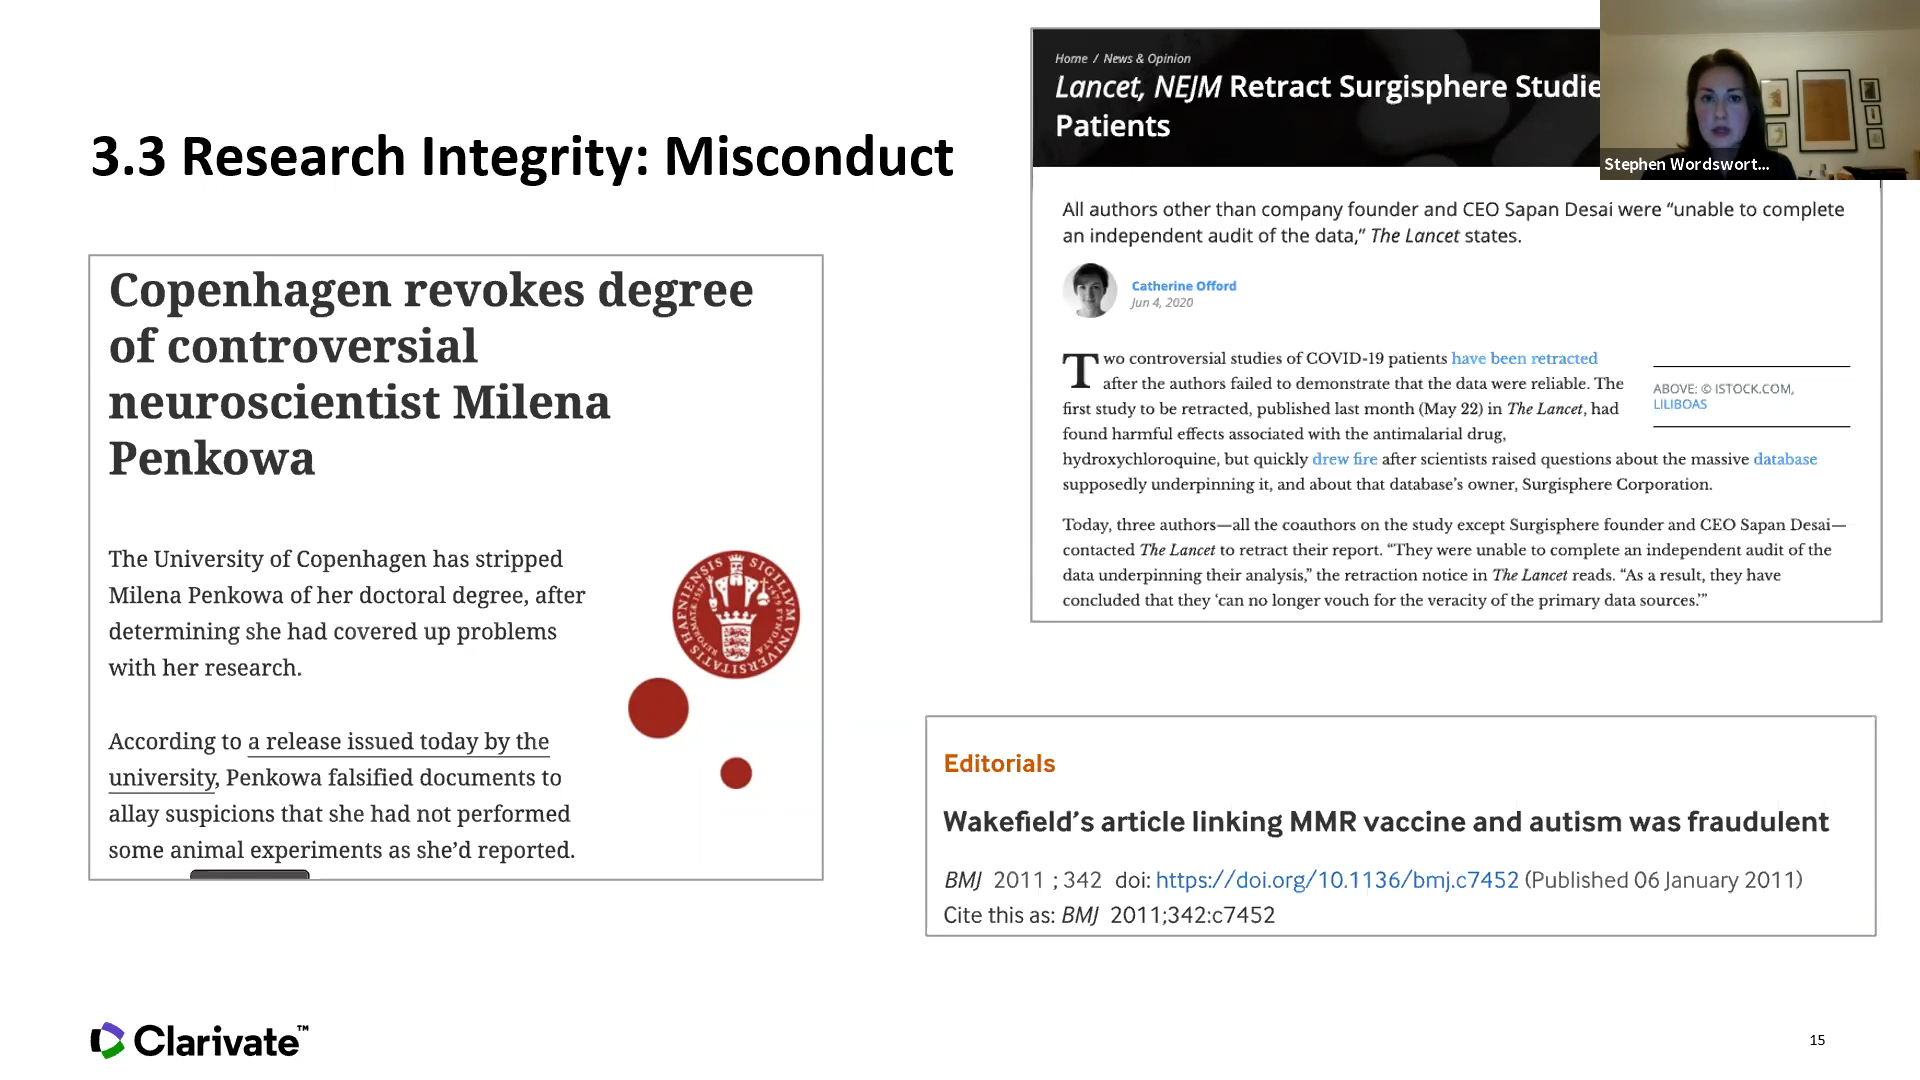 3.3 Research Integrity: Misconduct
Copenhagen revokes degree
of controversial
neuroscientist Milena
Penkowa
The University of Copenhagen has stripped
Milena Penkowa of her doctoral degree, after
determining she had covered up problems
with her research.
According to a release issued today by the
university, Penkowa falsified documents to
allay suspicions that she had not performed
some animal experiments as she’d reported.
Home / News & Opinion
Lancet, NEJM Retract Surgisphere Studie
Patients
Stephen Wordswort...
All authors other than company founder and CEO Sapan Desai were “unable to complete
an independent audit of the data,” The Lancet states.
Catherine Offord
Jun 4, 2020
Two controversial studies of COVID-19 patients have been retracted
after the authors failed to demonstrate that the data were reliable. The
first study to be retracted, published last month (May 22) in The Lancet, had
found harmful effects associated with the antimalarial drug,
hydroxychloroquine, but quickly drew fire after scientists raised questions about the massive database
supposedly underpinning it, and about that database’s owner, Surgisphere Corporation.
ABOVE: © ISTOCK.COM,
LILIBOAS
Today, three authors—all the coauthors on the study except Surgisphere founder and CEO Sapan Desai—
contacted The Lancet to retract their report. “They were unable to complete an independent audit of the
data underpinning their analysis,” the retraction notice in The Lancet reads. “As a result, they have
concluded that they ‘can no longer vouch for the veracity of the primary data sources.’”
Editorials
Wakefield’s article linking MMR vaccine and autism was fraudulent
BMJ 2011 ; 342 doi: https://doi.org/10.1136/bmj.c7452 (Published 06 January 2011)
Cite this as: BMJ 2011;342:c7452
Clarivate™
15